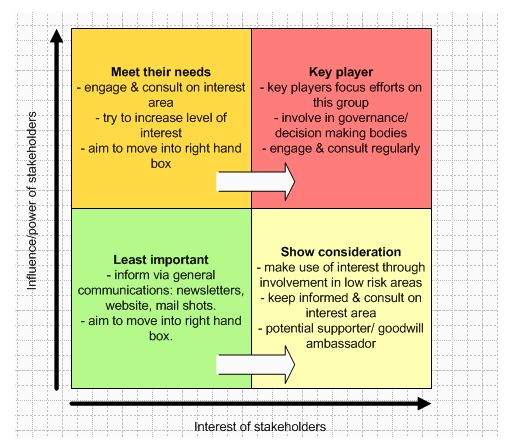 Influence/power of stakeholders
Meet their needs
- engage & consult on interest
area
- try to increase level of
interest
- aim to move into right hand
box
Key player
- key players focus efforts on
this group
- involve in governance/
decision making bodies
- engage & consult regularly
Least important
- inform via general
communications: newsletters,
website, mail shots.
- aim to move into right hand
box.
Show consideration
- make use of interest through
involvement in low risk areas
- keep informed & consult on
interest area
- potential supporter/ goodwill
ambassador
Interest of stakeholders